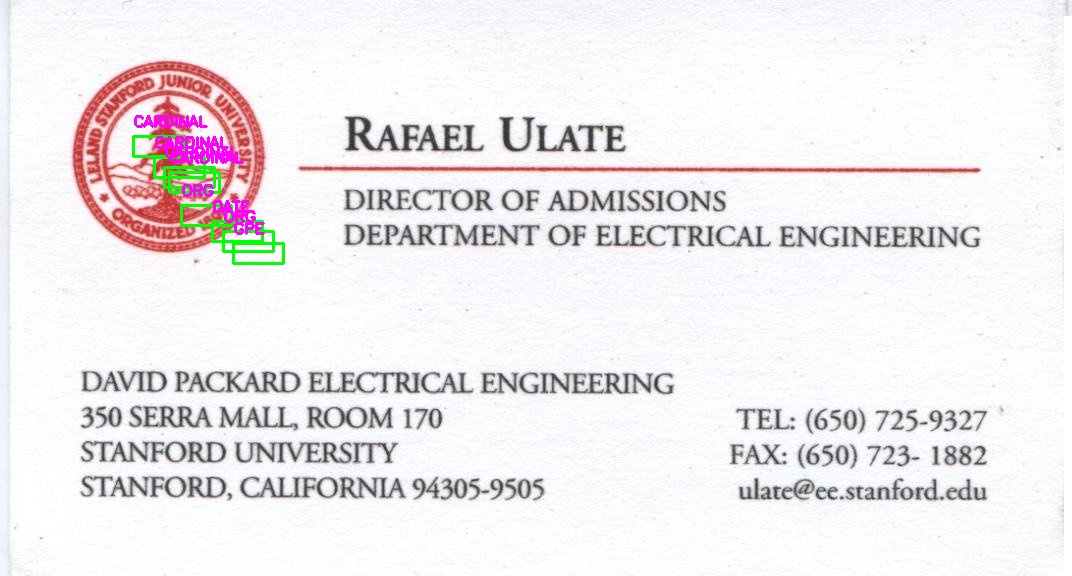 LELAND STANFORD JUNIOR UNIVERSITY
ORGANIZED
CARDINAL
CARDINAL
CARDINAL
ORG
DATE
ORG
GPE
RAFAEL ULATE
DIRECTOR OF ADMISSIONS
DEPARTMENT OF ELECTRICAL ENGINEERING
DAVID PACKARD ELECTRICAL ENGINEERING
350 SERRA MALL, ROOM 170
STANFORD UNIVERSITY
STANFORD, CALIFORNIA 94305-9505
TEL: (650) 725-9327
FAX: (650) 723- 1882
ulate@ee.stanford.edu